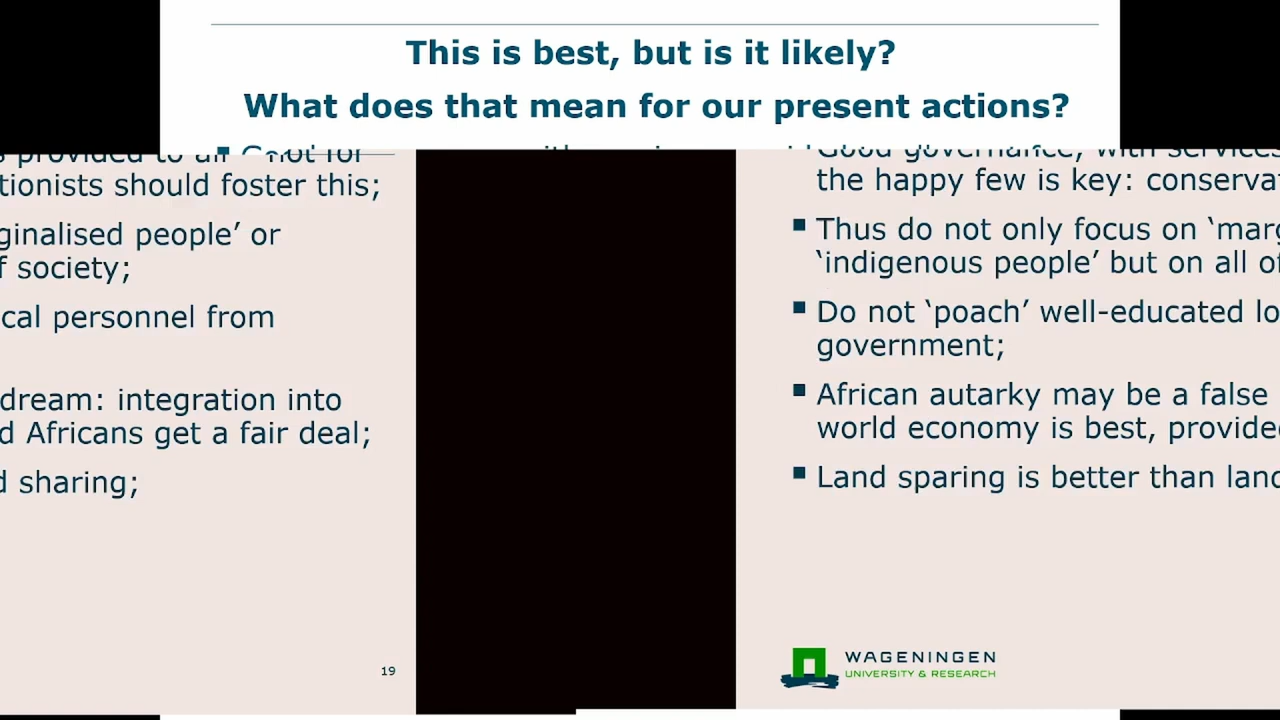 This is best, but is it likely?
What does that mean for our present actions?
s provided to all
Good
not for
tionists should foster this;
ginalised people’ or
f society;
cal personnel from
dream: integration into
d Africans get a fair deal;
d sharing;
19
Good governance, with services
the happy few is key: conserva
▪ Thus do not only focus on ‘marg
‘indigenous people’ but on all of
▪ Do not ‘poach’ well-educated lo
government;
▪ African autarky may be a false
world economy is best, provide
▪ Land sparing is better than land
WAGENINGEN
UNIVERSITY & RESEARCH